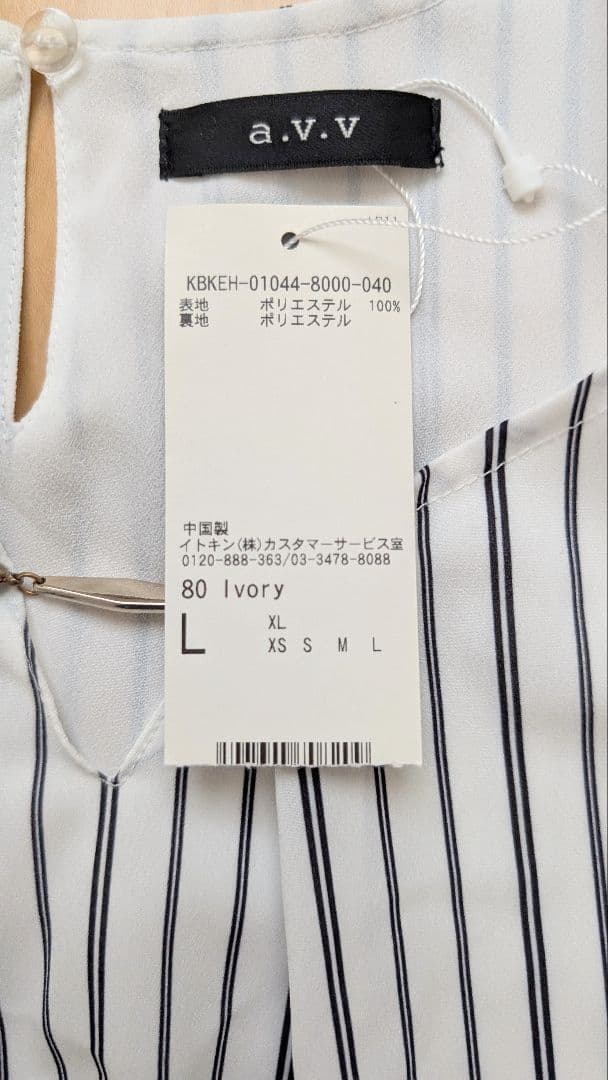 a.v.v
KBKEH-01044-8000-040
表地 ポリエステル 100%
裏地 ポリエステル
中国製
イトキン(株)カスタマーサービス室
0120-888-363/03-3478-8088
80 Ivory
L XL
XS S M L